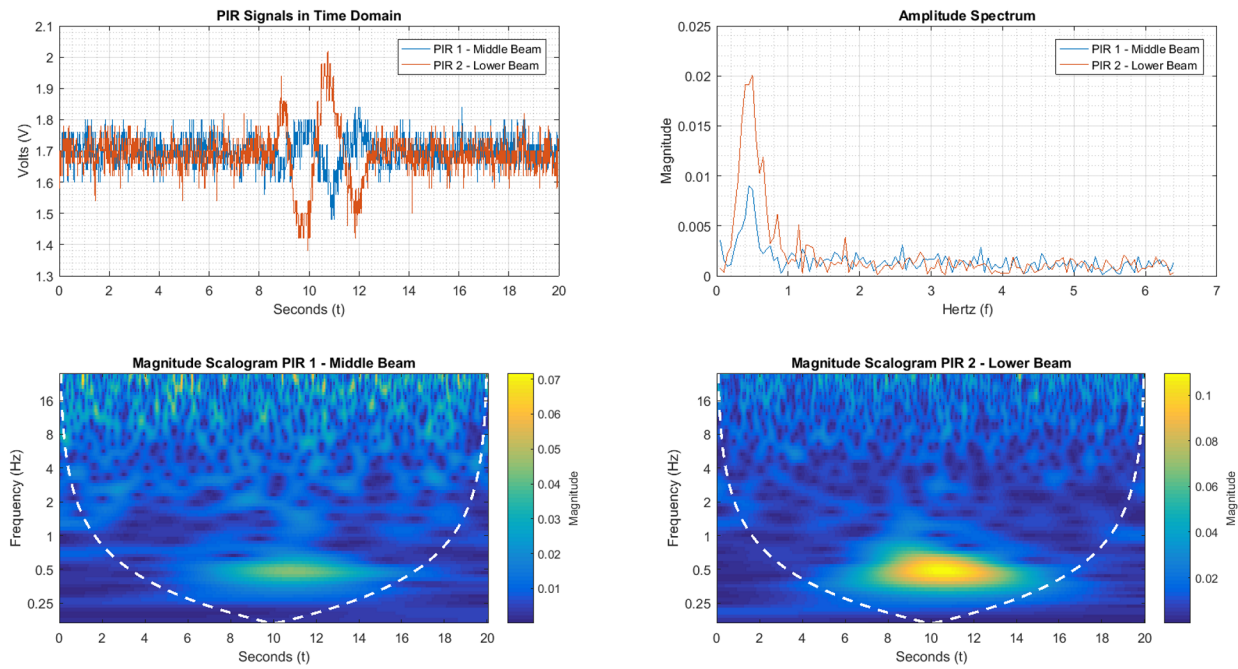 PIR Signals in Time Domain
2.1
2
1.9
1.8
1.7
1.6
1.5
1.4
1.3
Volts (V)
PIR 1 - Middle Beam
PIR 2 - Lower Beam
0 2 4 6 8 10 12 14 16 18 20
Seconds (t)
Amplitude Spectrum
0.025
0.02
0.015
0.01
0.005
0
Magnitude
PIR 1 - Middle Beam
PIR 2 - Lower Beam
0 1 2 3 4 5 6 7
Hertz (f)
Magnitude Scalogram PIR 1 - Middle Beam
16
8
4
2
1
0.5
0.25
Frequency (Hz)
0 2 4 6 8 10 12 14 16 18 20
Seconds (t)
0.07
0.06
0.05
0.04
0.03
0.02
0.01
Magnitude
Magnitude Scalogram PIR 2 - Lower Beam
16
8
4
2
1
0.5
0.25
Frequency (Hz)
0 2 4 6 8 10 12 14 16 18 20
Seconds (t)
0.1
0.08
0.06
0.04
0.02
Magnitude